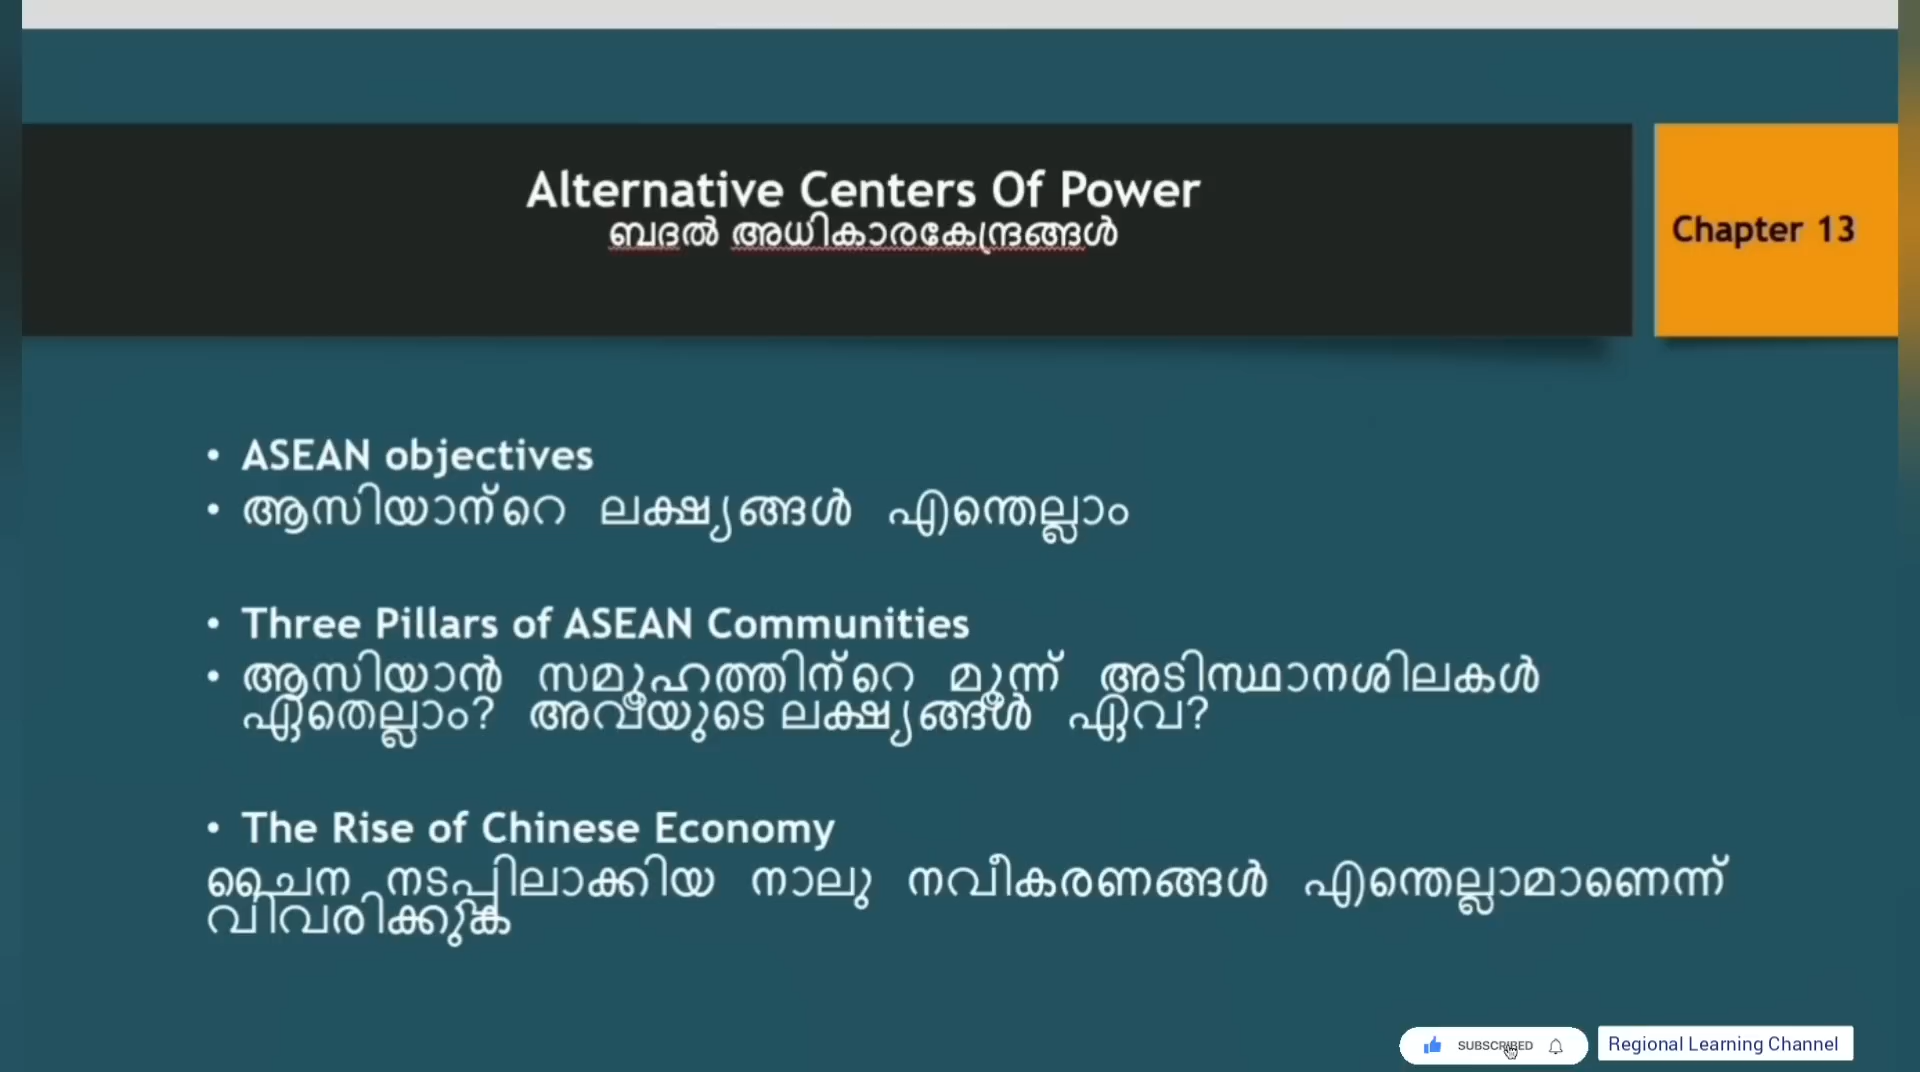 Alternative Centers Of Power
ബദൽ അധികാരകേന്ദ്രങ്ങൾ
Chapter 13
• ASEAN objectives
• ആസിയാന്റെ ലക്ഷ്യങ്ങൾ എന്തെല്ലാം
• Three Pillars of ASEAN Communities
• ആസിയാൻ സമൂഹത്തിന്റെ മൂന്ന് അടിസ്ഥാനശിലകൾ
ഏതെല്ലാം? അവയുടെ ലക്ഷ്യങ്ങൾ ഏവ?
• The Rise of Chinese Economy
ചൈന നടപ്പിലാക്കിയ നാലു നവീകരണങ്ങൾ എന്തെല്ലാമാണെന്ന്
വിവരിക്കുക
SUBSCRIBED
Regional Learning Channel